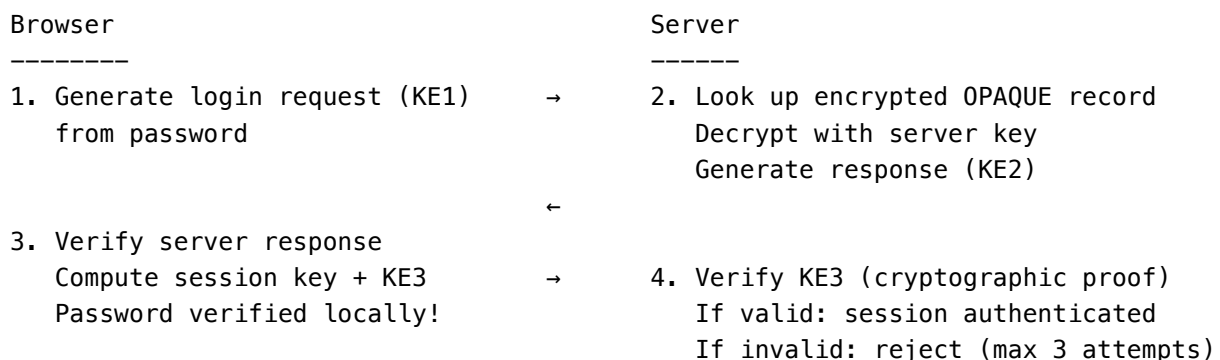 Browser                                    Server
--------                                   ------
1. Generate login request (KE1)     →      2. Look up encrypted OPAQUE record
   from password                              Decrypt with server key
                                              Generate response (KE2)
                                    ←
3. Verify server response
   Compute session key + KE3        →      4. Verify KE3 (cryptographic proof)
   Password verified locally!                 If valid: session authenticated
                                              If invalid: reject (max 3 attempts)